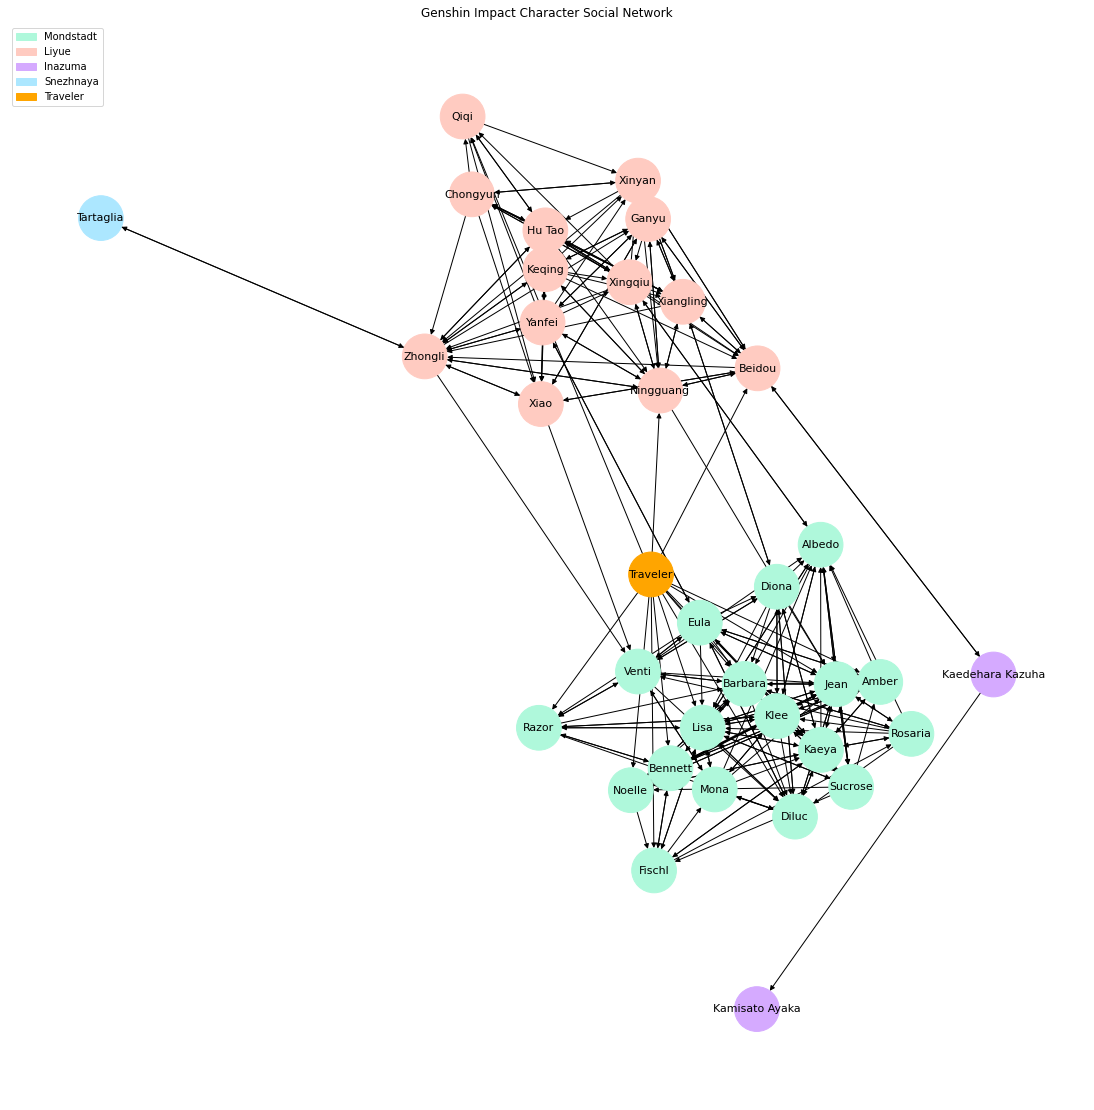 Genshin Impact Character Social Network
Mondstadt
Liyue
Inazuma
Snezhnaya
Traveler
Qiqi
Xinyan
Chongyun
Tartaglia
Ganyu
Hu Tao
Keqing
Xingqiu
Xiangling
Yanfei
Zhongli
Beidou
Ningguang
Xiao
Albedo
Traveler
Diona
Eula
Venti
Kaedehara Kazuha
Barbara
Jean
Amber
Klee
Razor
Lisa
Rosaria
Kaeya
Bennett
Noelle
Mona
Sucrose
Diluc
Fischl
Kamisato Ayaka